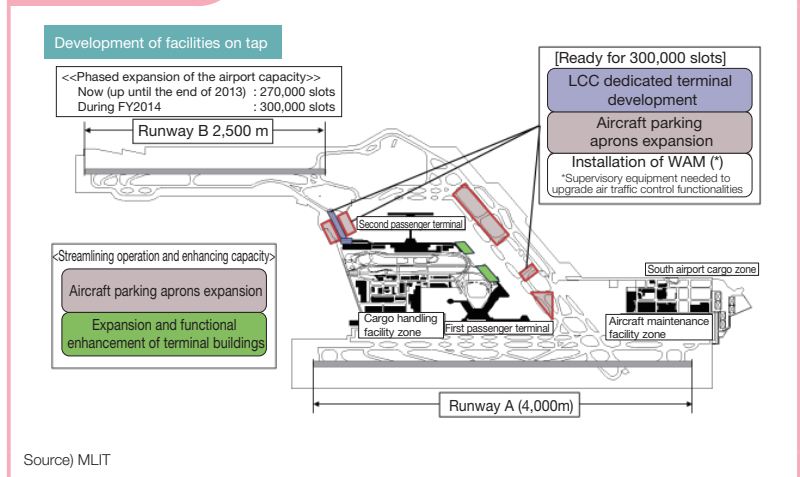 Development of facilities on tap
<<Phased expansion of the airport capacity>>
Now (up until the end of 2013) : 270,000 slots
During FY2014 : 300,000 slots
Runway B 2,500 m
[Ready for 300,000 slots]
LCC dedicated terminal
development
Aircraft parking
aprons expansion
Installation of WAM (*)
*Supervisory equipment needed to
upgrade air traffic control functionalities
Second passenger terminal
<Streamlining operation and enhancing capacity>
Aircraft parking aprons expansion
Expansion and functional
enhancement of terminal buildings
South airport cargo zone
Cargo handling
facility zone
First passenger terminal
Aircraft maintenance
facility zone
Runway A (4,000m)
Source) MLIT